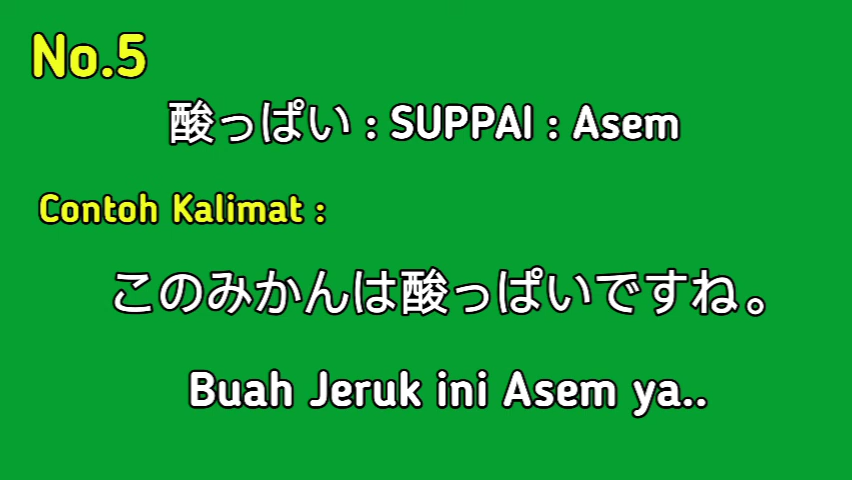 No.5
酸っぱい : SUPPAI : Asem
Contoh Kalimat :
このみかんは酸っぱいですね。
Buah Jeruk ini Asem ya..